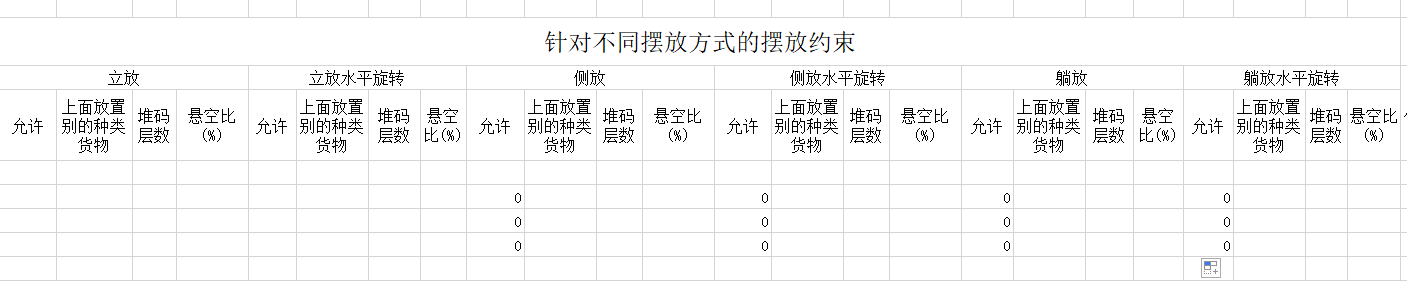 针对不同摆放方式的摆放约束
立放 立放水平旋转 侧放 侧放水平旋转 躺放 躺放水平旋转
允许 上面放置别的种类货物 堆码层数 悬空比(%) 允许 上面放置别的种类货物 堆码层数 悬空比(%) 允许 上面放置别的种类货物 堆码层数 悬空比(%) 允许 上面放置别的种类货物 堆码层数 悬空比(%) 允许 上面放置别的种类货物 堆码层数 悬空比(%) 允许 上面放置别的种类货物 堆码层数 悬空比(%)
0 0 0 0
0 0 0 0
0 0 0 0